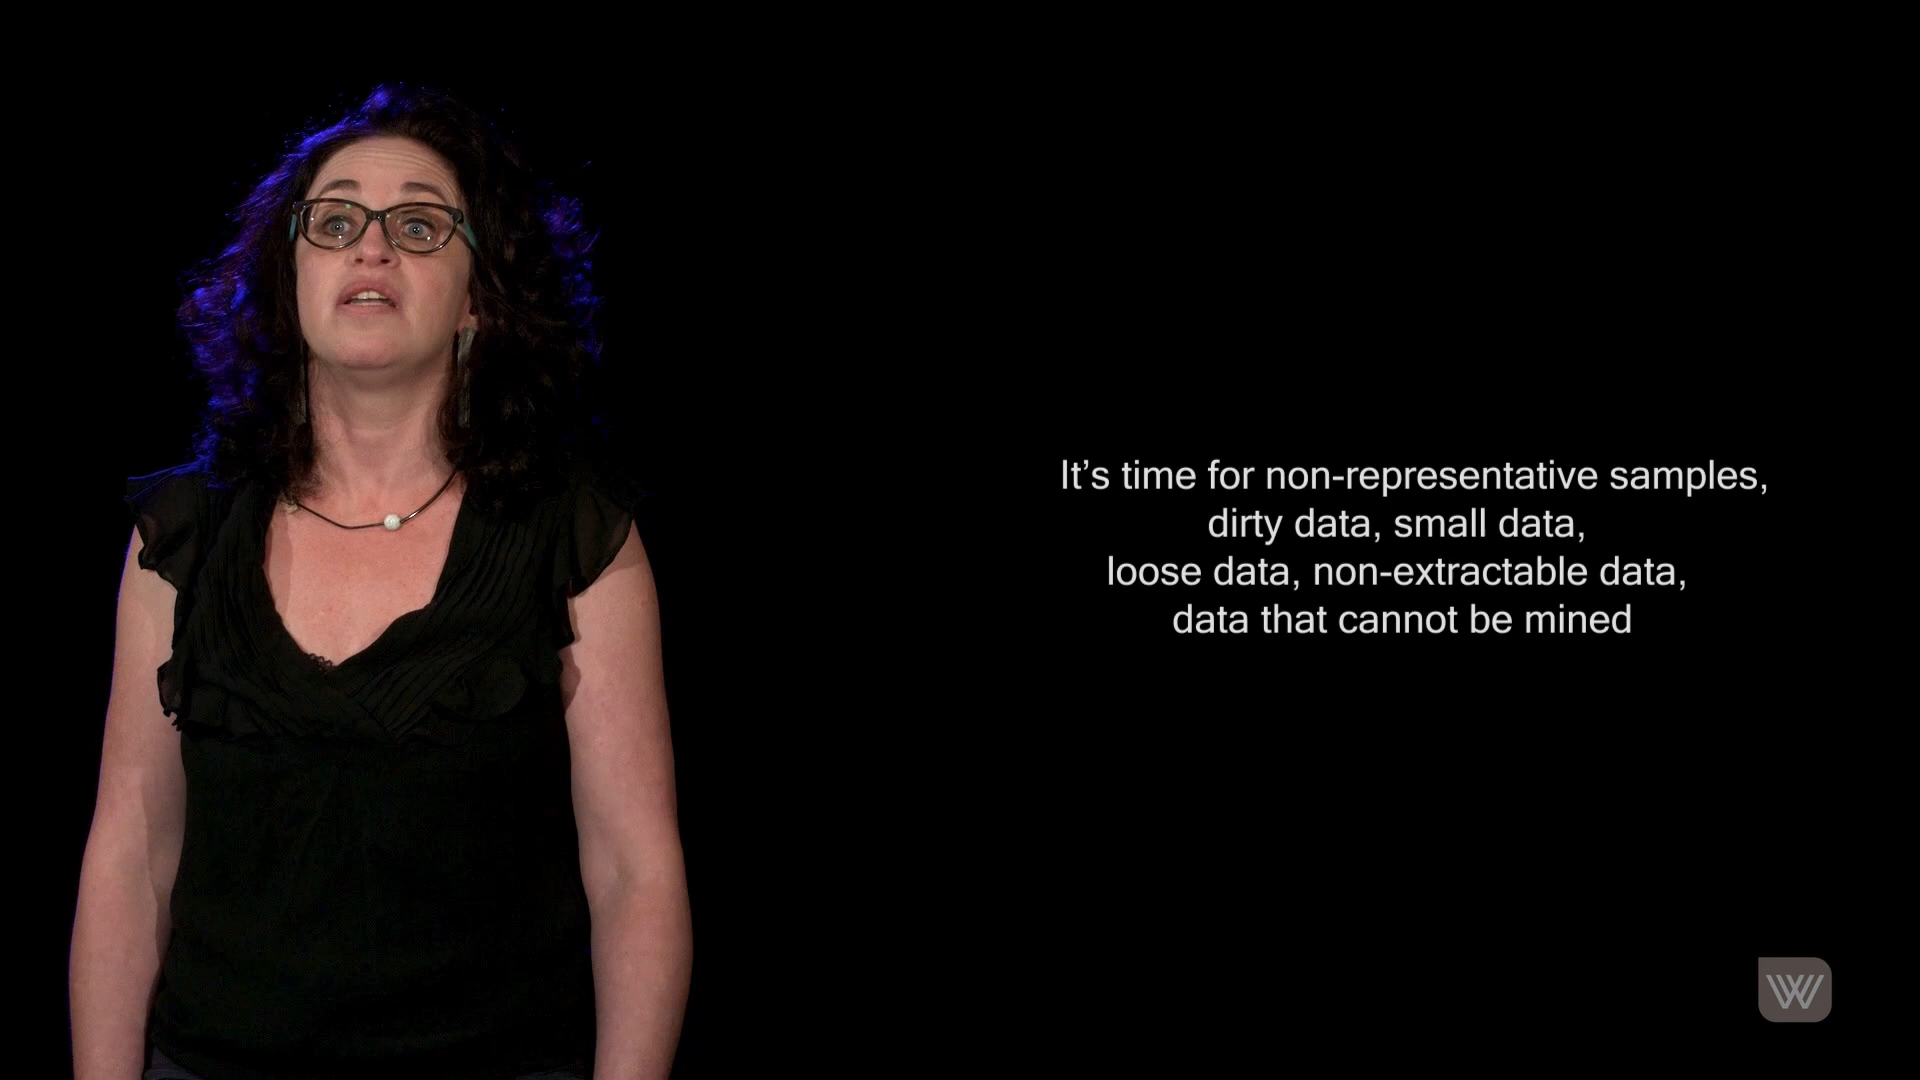 It’s time for non-representative samples,
dirty data, small data,
loose data, non-extractable data,
data that cannot be mined
W